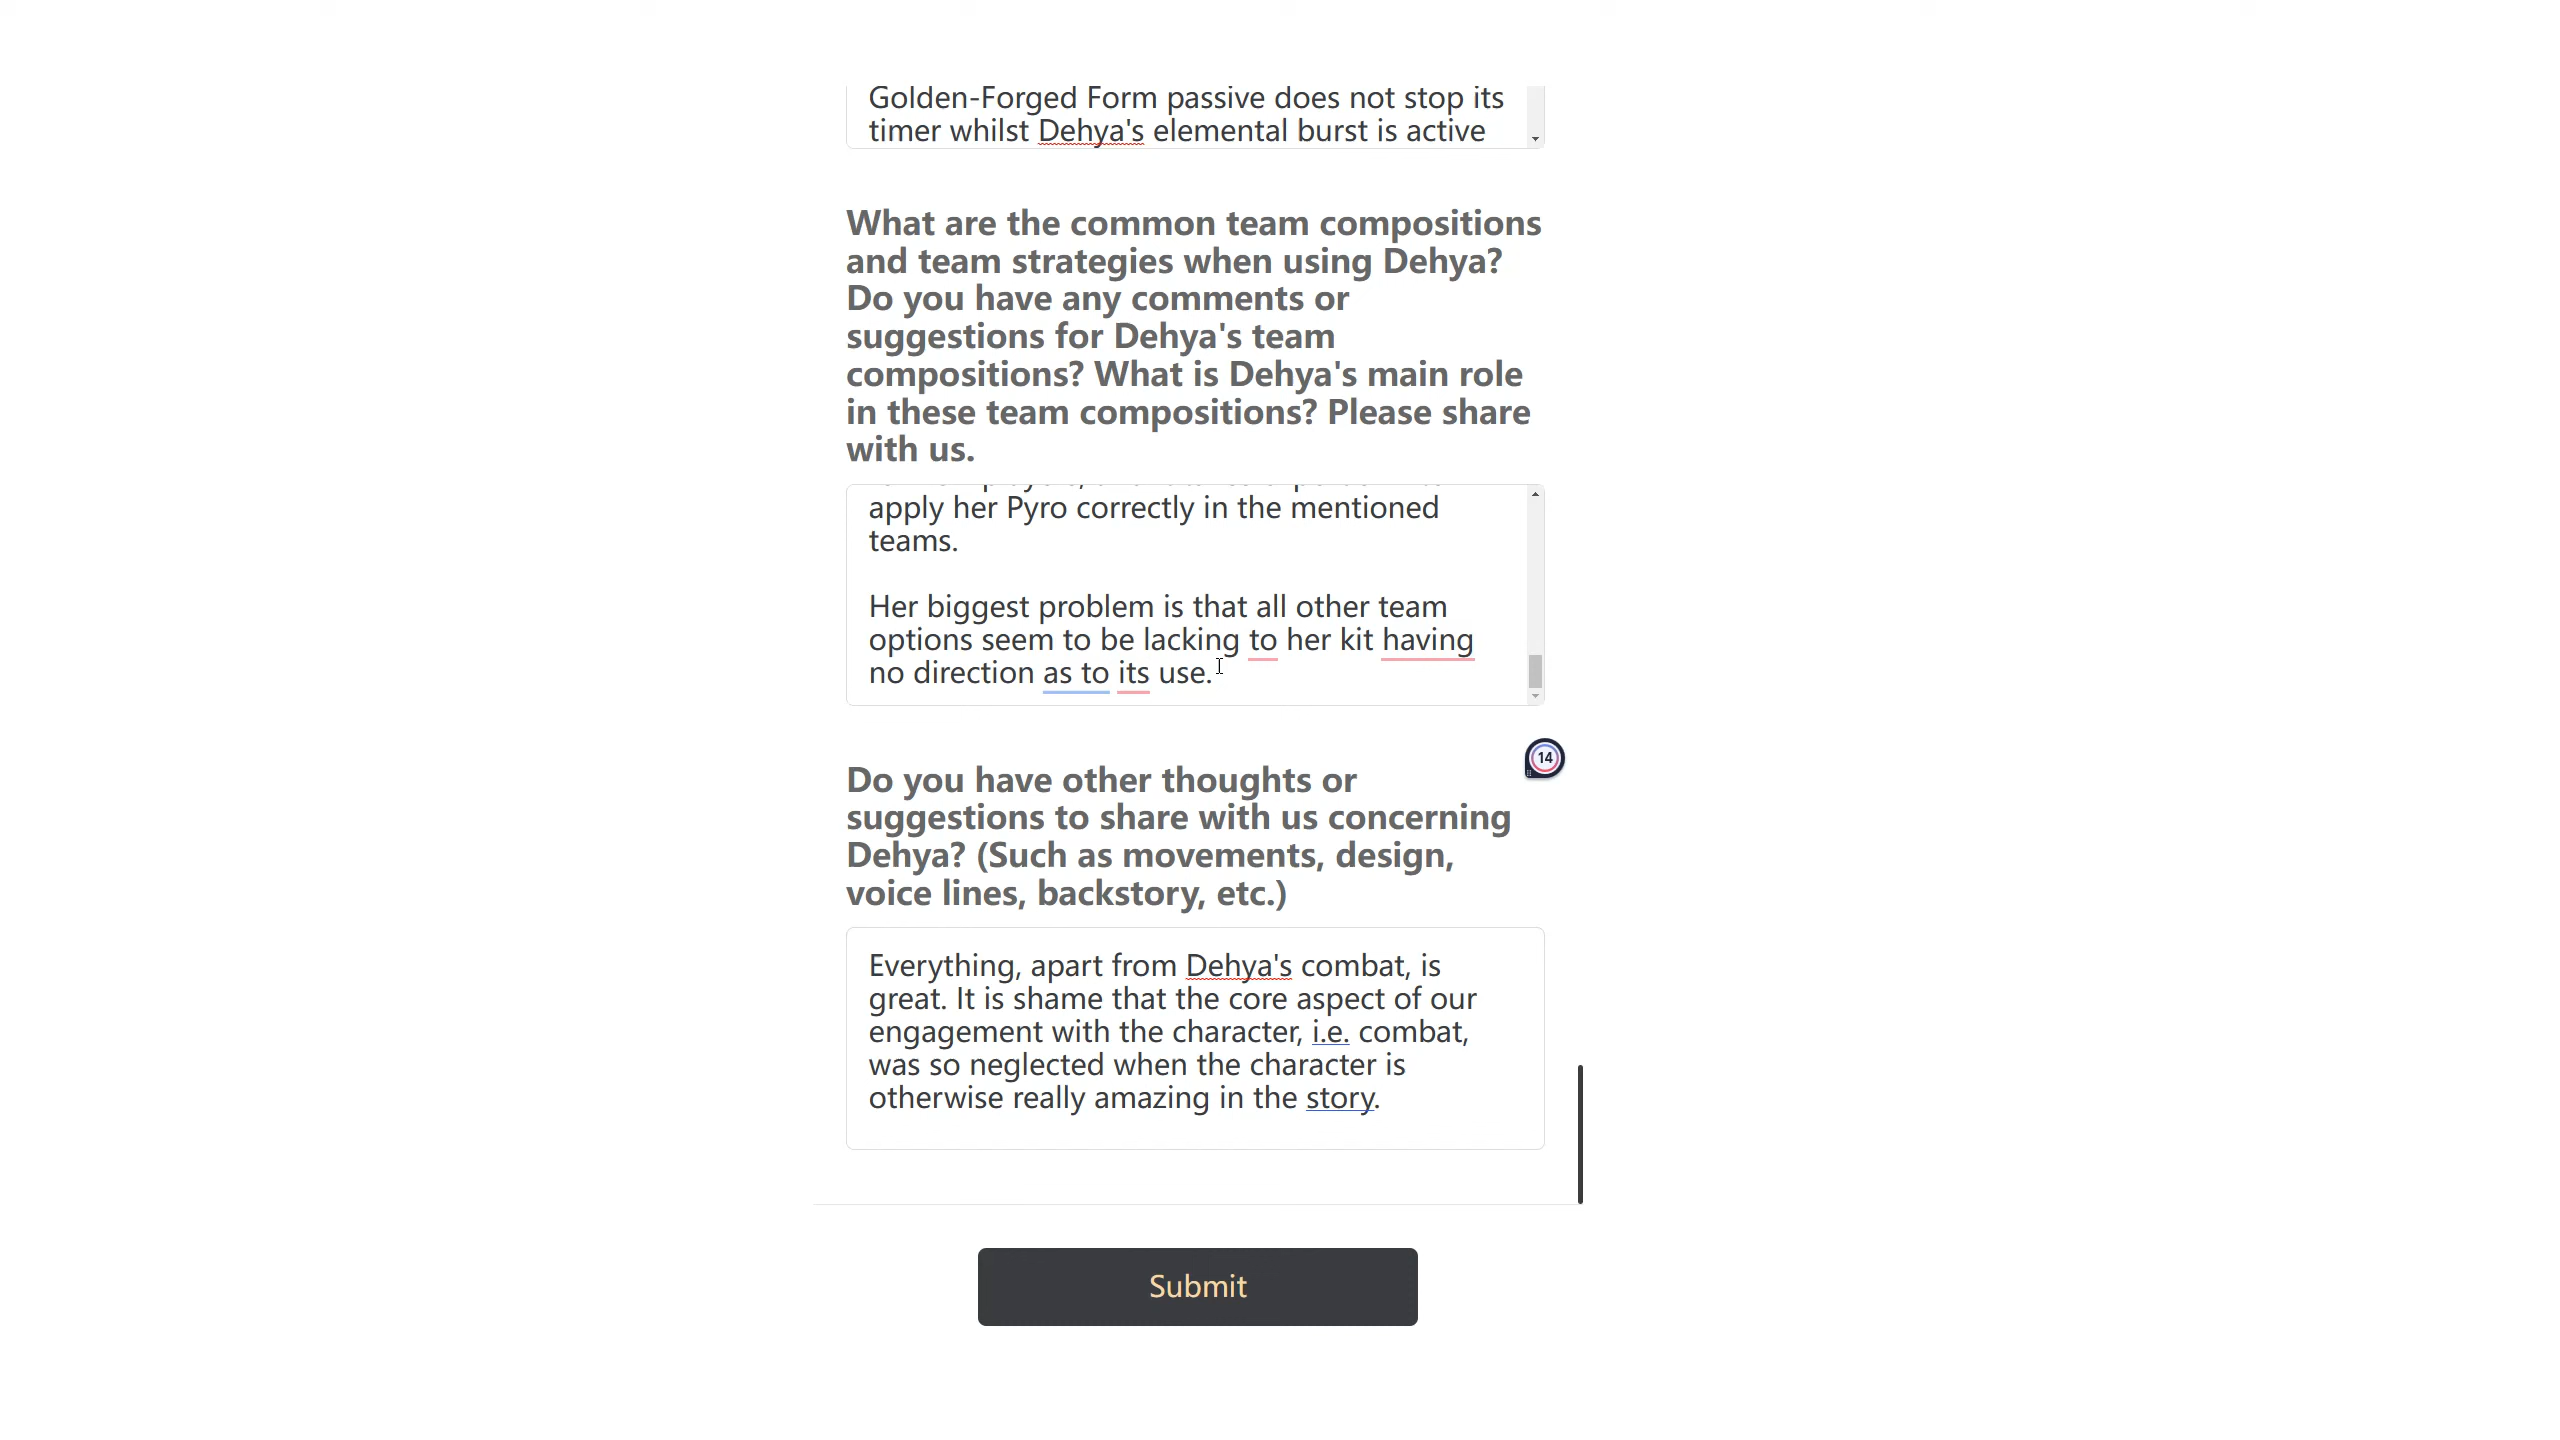 Golden-Forged Form passive does not stop its
timer whilst Dehya's elemental burst is active
What are the common team compositions
and team strategies when using Dehya?
Do you have any comments or
suggestions for Dehya's team
compositions? What is Dehya's main role
in these team compositions? Please share
with us.
apply her Pyro correctly in the mentioned
teams.
Her biggest problem is that all other team
options seem to be lacking to her kit having
no direction as to its use.
14
Do you have other thoughts or
suggestions to share with us concerning
Dehya? (Such as movements, design,
voice lines, backstory, etc.)
Everything, apart from Dehya's combat, is
great. It is shame that the core aspect of our
engagement with the character, i.e. combat,
was so neglected when the character is
otherwise really amazing in the story.
Submit